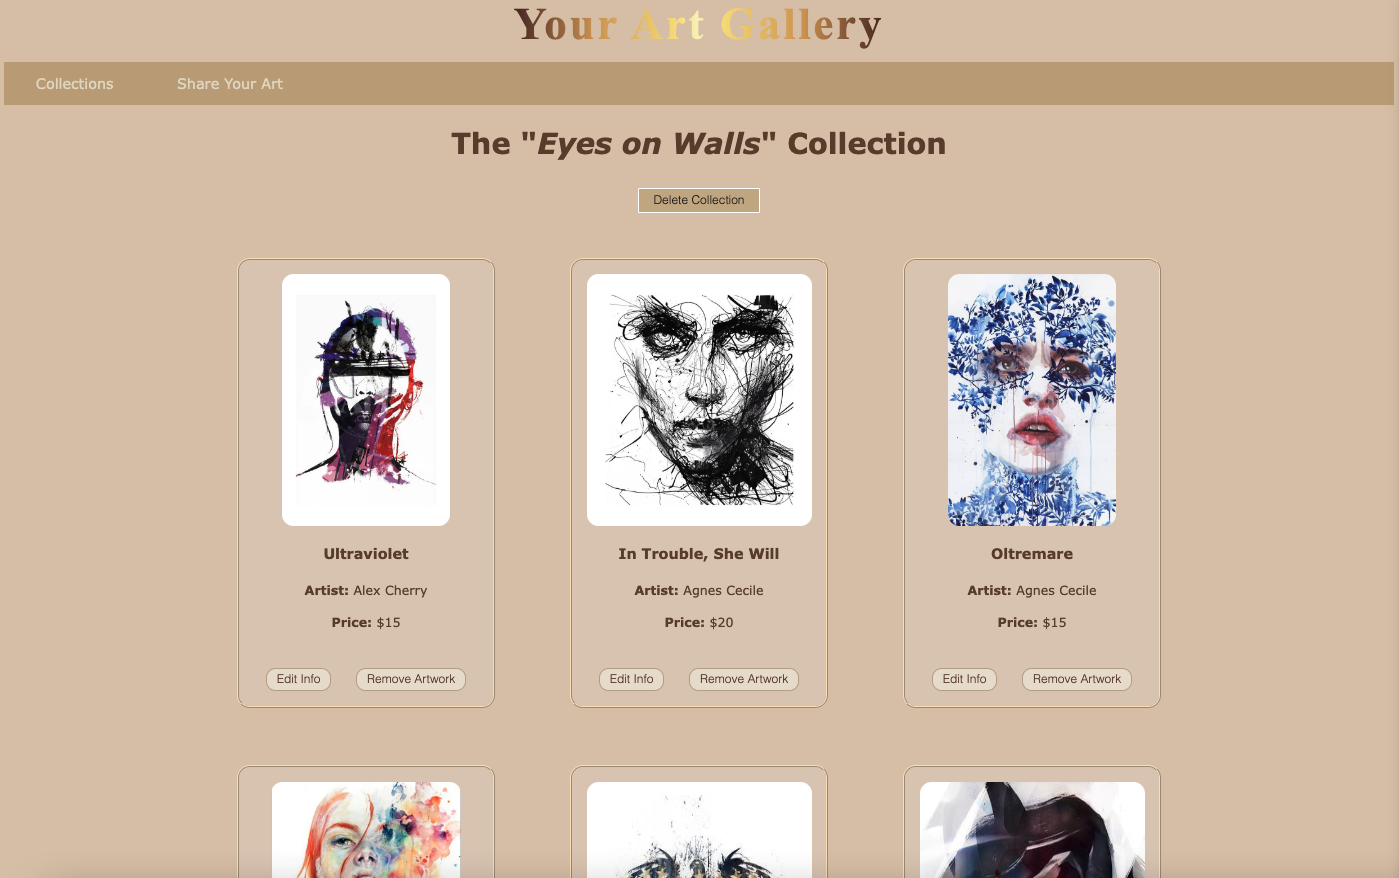 Your Art Gallery
Collections Share Your Art
The "Eyes on Walls" Collection
Delete Collection
Ultraviolet
Artist: Alex Cherry
Price: $15
Edit Info Remove Artwork
In Trouble, She Will
Artist: Agnes Cecile
Price: $20
Edit Info Remove Artwork
Oltremare
Artist: Agnes Cecile
Price: $15
Edit Info Remove Artwork